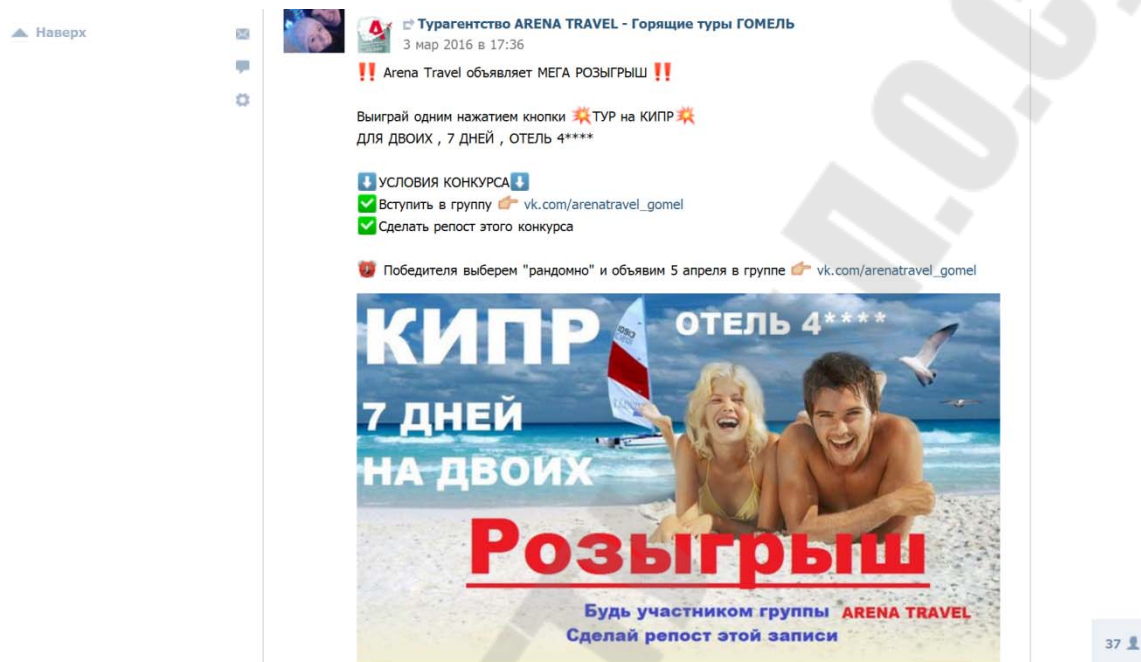 Наверх
Турагентство ARENA TRAVEL - Горящие туры ГОМЕЛЬ
3 мар 2016 в 17:36
‼ Arena Travel объявляет МЕГА РОЗЫГРЫШ ‼
Выиграй одним нажатием кнопки 💥ТУР на КИПР💥
ДЛЯ ДВОИХ , 7 ДНЕЙ , ОТЕЛЬ 4****
⬇УСЛОВИЯ КОНКУРСА⬇
✅Вступить в группу 👉 vk.com/arenatravel_gomel
✅Сделать репост этого конкурса
⏰ Победителя выберем "рандомно" и объявим 5 апреля в группе 👉 vk.com/arenatravel_gomel
КИПР ОТЕЛЬ 4****
7 ДНЕЙ
НА ДВОИХ
Розыгрыш
Будь участником группы ARENA TRAVEL
Сделай репост этой записи
37